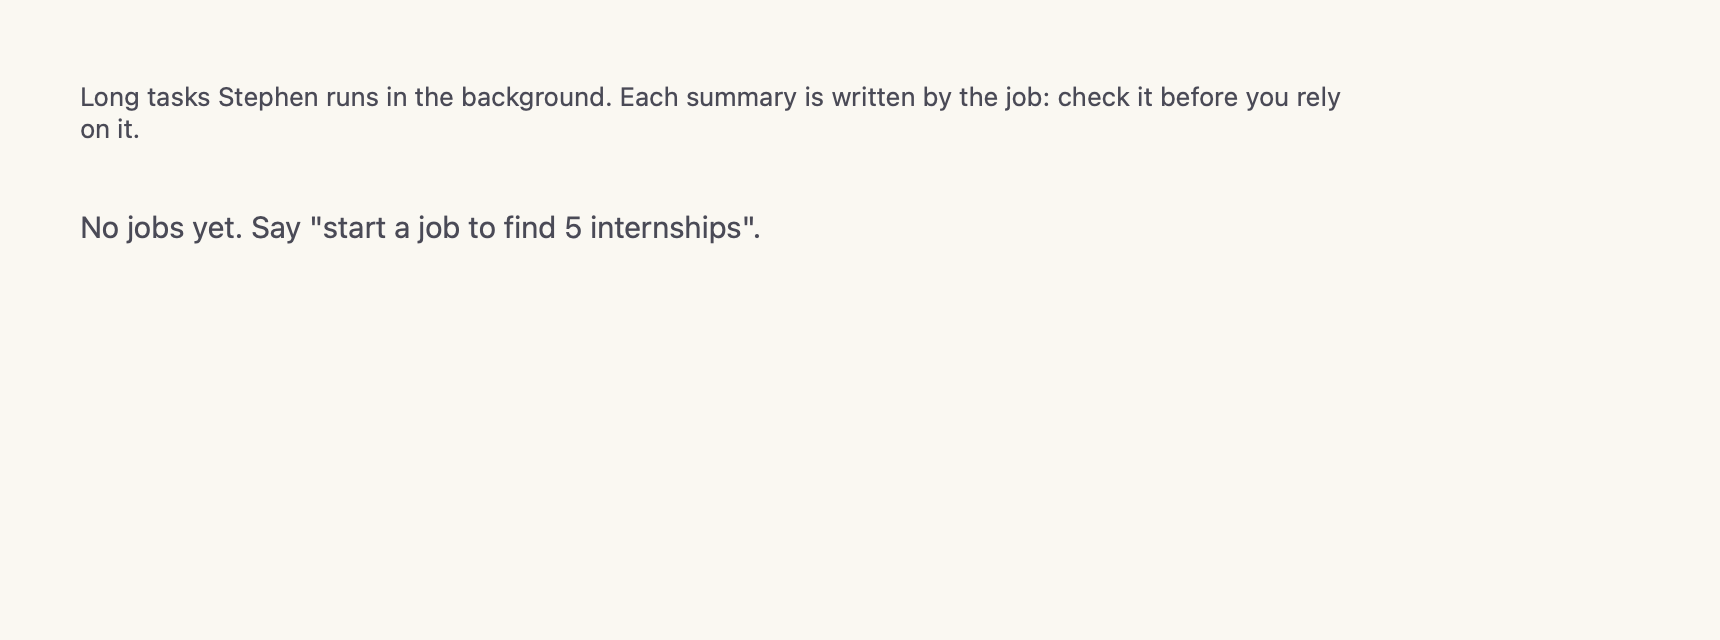 Long tasks Stephen runs in the background. Each summary is written by the job: check it before you rely
on it.
No jobs yet. Say "start a job to find 5 internships".